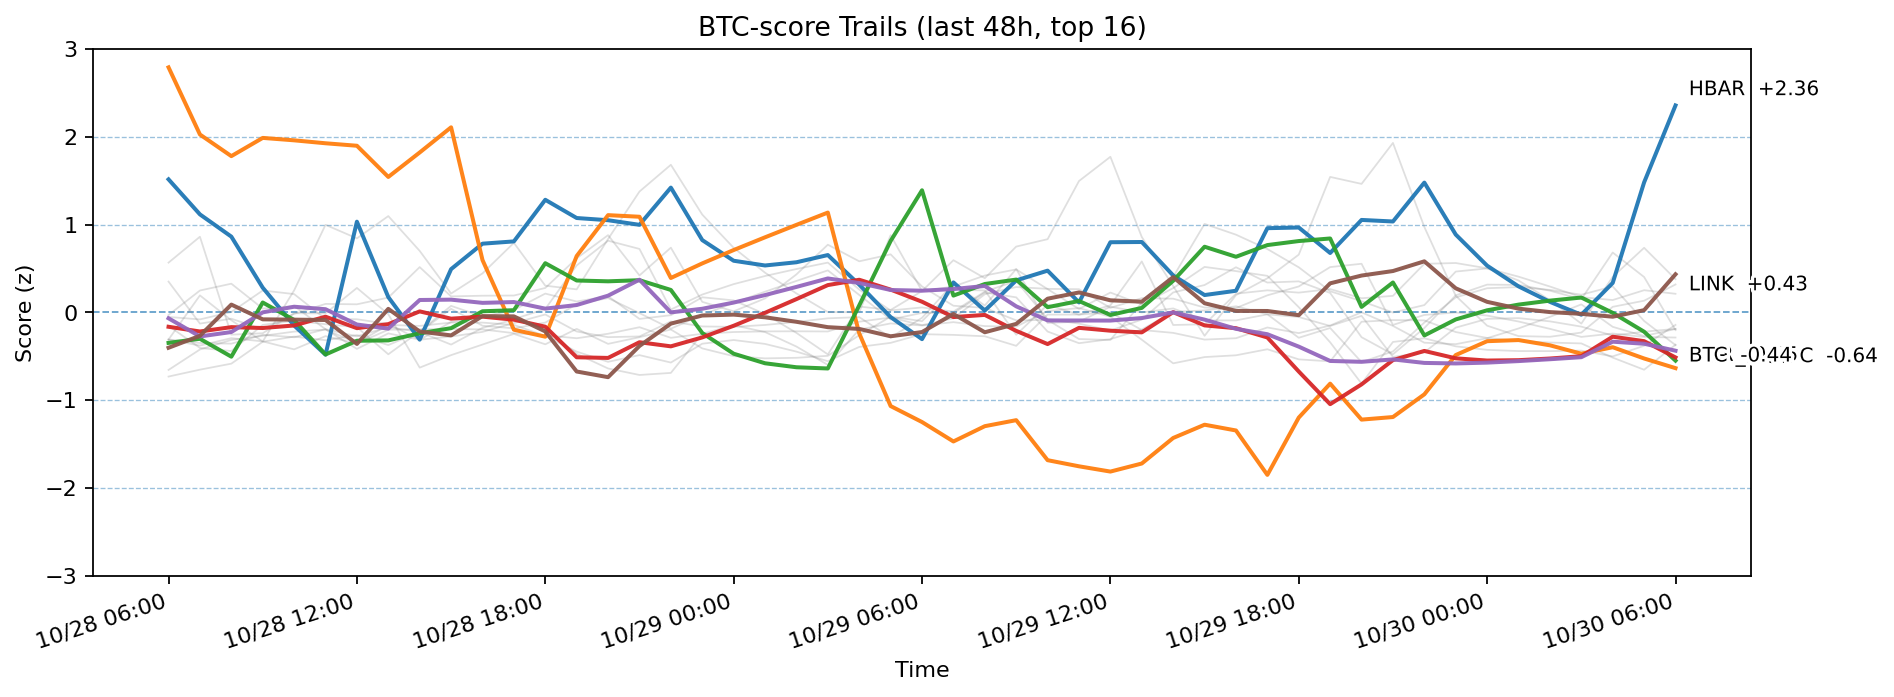 BTC-score Trails (last 48h, top 16)
Score (z)
3
2
1
0
−1
−2
−3
HBAR +2.36
LINK +0.43
BTC -0.44 C -0.64
10/28 06:00
10/28 12:00
10/28 18:00
10/29 00:00
10/29 06:00
10/29 12:00
10/29 18:00
10/30 00:00
10/30 06:00
Time